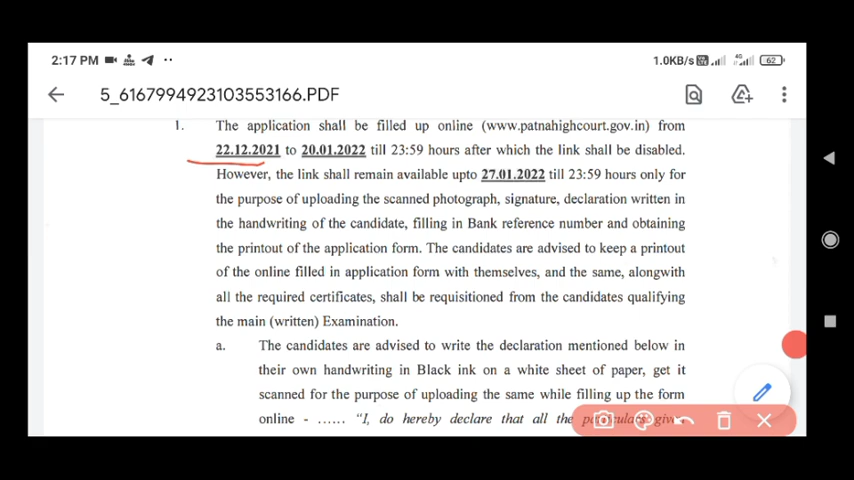 2:17 PM
1.0KB/s 4G 62
5_6167994923103553166.PDF
1. The application shall be filled up online (www.patnahighcourt.gov.in) from
22.12.2021 to 20.01.2022 till 23:59 hours after which the link shall be disabled.
However, the link shall remain available upto 27.01.2022 till 23:59 hours only for
the purpose of uploading the scanned photograph, signature, declaration written in
the handwriting of the candidate, filling in Bank reference number and obtaining
the printout of the application form. The candidates are advised to keep a printout
of the online filled in application form with themselves, and the same, alongwith
all the required certificates, shall be requisitioned from the candidates qualifying
the main (written) Examination.
a. The candidates are advised to write the declaration mentioned below in
their own handwriting in Black ink on a white sheet of paper, get it
scanned for the purpose of uploading the same while filling up the form
online - ...... "I, do hereby declare that all the particulars given